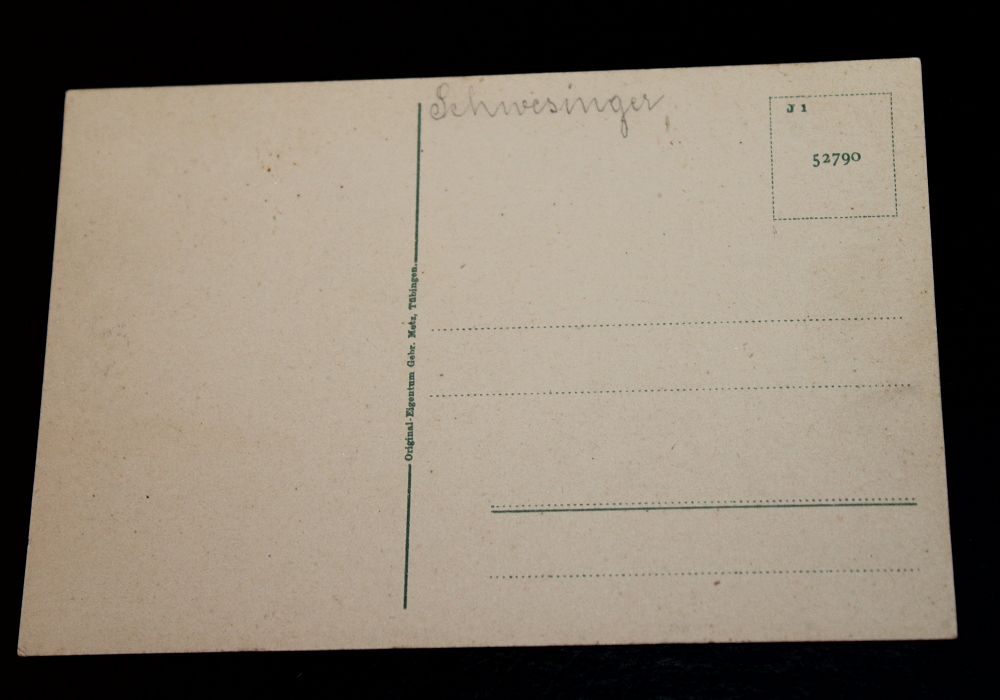 Schwesinger
J 1
52790
Original-Eigentum Gebr. Metz, Tübingen.